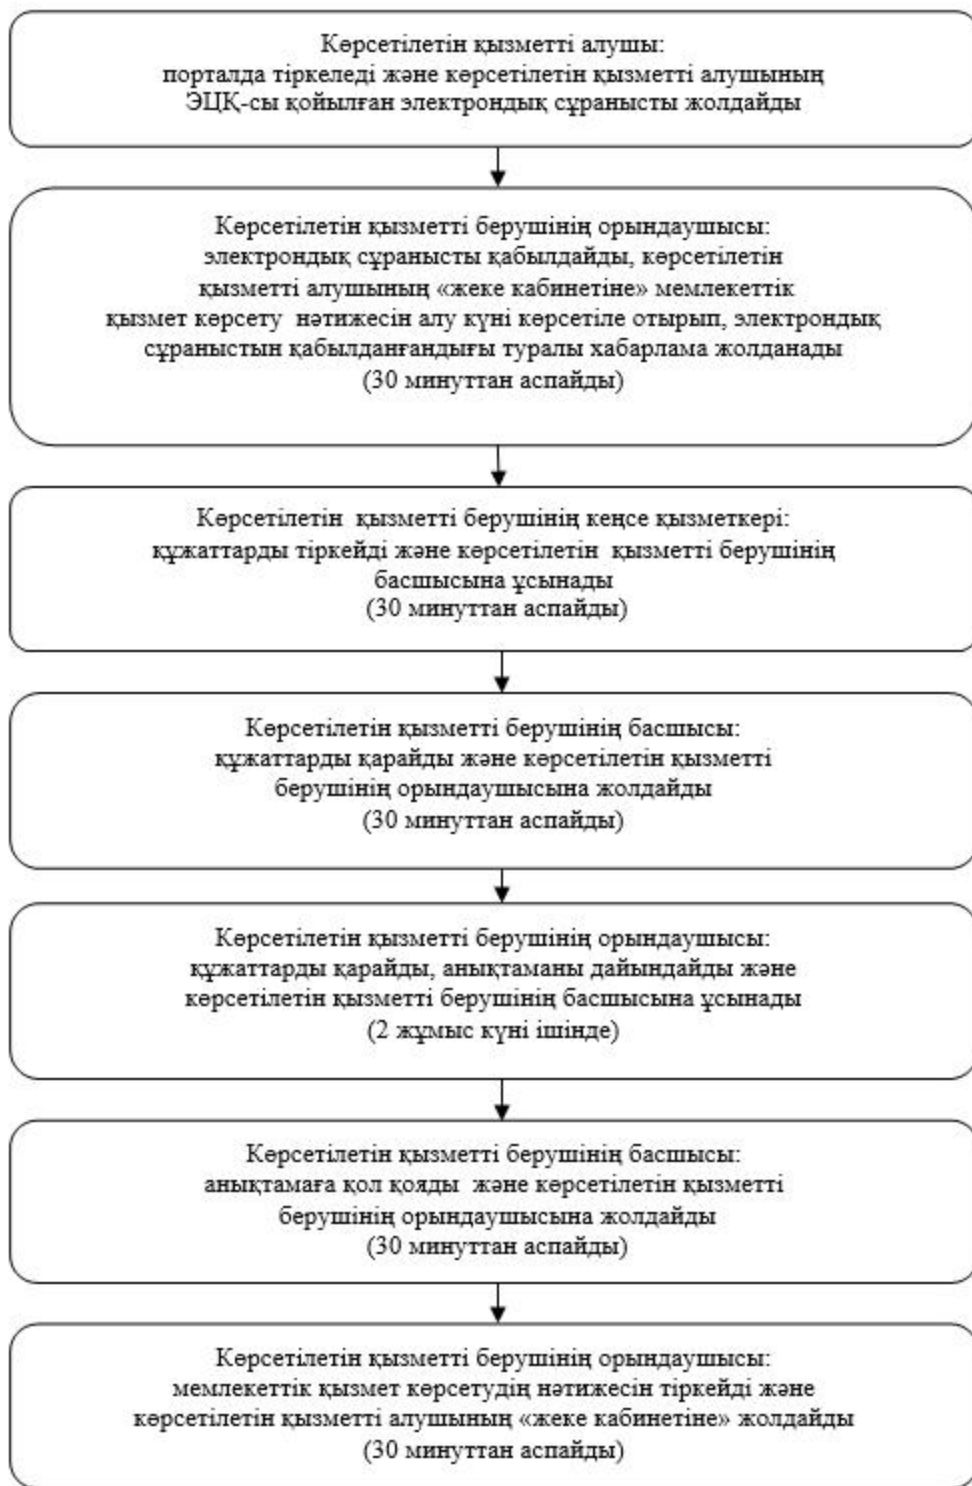 Көрсетілетін қызметті алушы:
порталда тіркеледі және көрсетілетін қызметті алушының
ЭЦҚ-сы қойылған электрондық сұранысты жолдайды
Көрсетілетін қызметті берушінің орындаушысы:
электрондық сұранысты қабылдайды, көрсетілетін
қызметті алушының «жеке кабинетіне» мемлекеттік
қызмет көрсету нәтижесін алу күні көрсетіле отырып, электрондық
сұраныстын қабылданғандығы туралы хабарлама жолданады
(30 минуттан аспайды)
Көрсетілетін қызметті берушінің кеңсе қызметкері:
құжаттарды тіркейді және көрсетілетін қызметті берушінің
басшысына ұсынады
(30 минуттан аспайды)
Көрсетілетін қызметті берушінің басшысы:
құжаттарды қарайды және көрсетілетін қызметті
берушінің орындаушысына жолдайды
(30 минуттан аспайды)
Көрсетілетін қызметті берушінің орындаушысы:
құжаттарды қарайды, анықтаманы дайындайды және
көрсетілетін қызметті берушінің басшысына ұсынады
(2 жұмыс күні ішінде)
Көрсетілетін қызметті берушінің басшысы:
анықтамаға қол қояды және көрсетілетін қызметті
берушінің орындаушысына жолдайды
(30 минуттан аспайды)
Көрсетілетін қызметті берушінің орындаушысы:
мемлекеттік қызмет көрсетудің нәтижесін тіркейді және
көрсетілетін қызметті алушының «жеке кабинетіне» жолдайды
(30 минуттан аспайды)